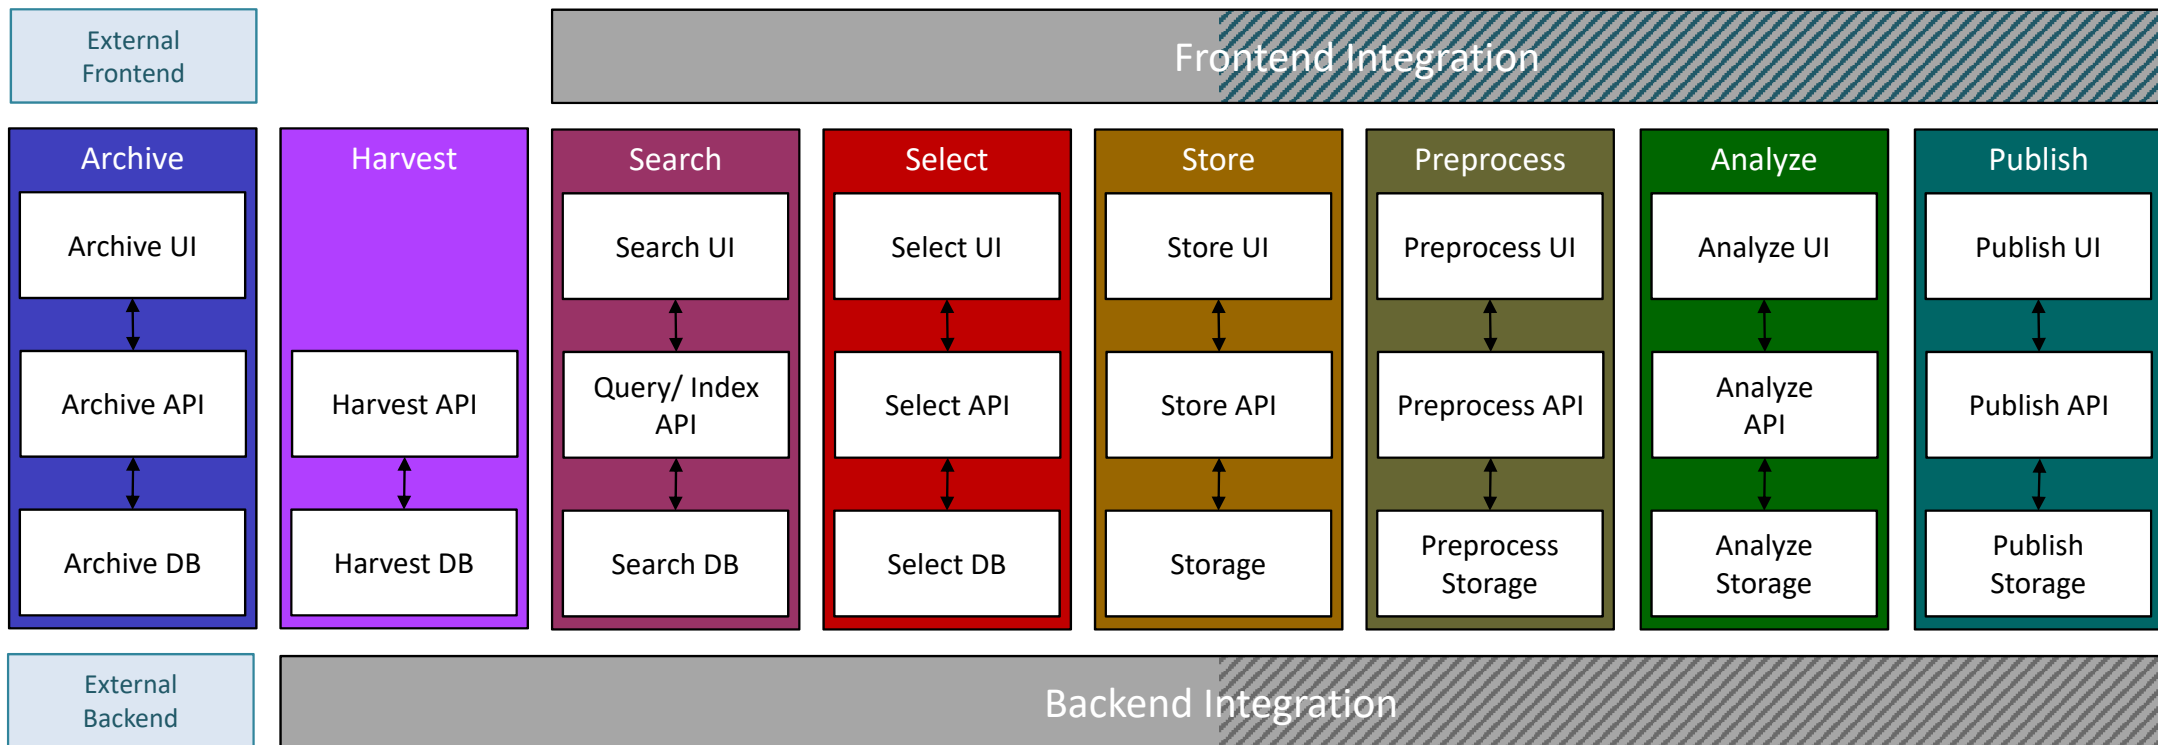 External
Frontend
Frontend Integration
Archive
Harvest
Search
Select
Store
Preprocess
Analyze
Publish
Archive UI
Search UI
Select UI
Store UI
Preprocess UI
Analyze UI
Publish UI
Archive API
Harvest API
Query/ Index
API
Select API
Store API
Preprocess API
Analyze
API
Publish API
Archive DB
Harvest DB
Search DB
Select DB
Storage
Preprocess
Storage
Analyze
Storage
Publish
Storage
External
Backend
Backend Integration